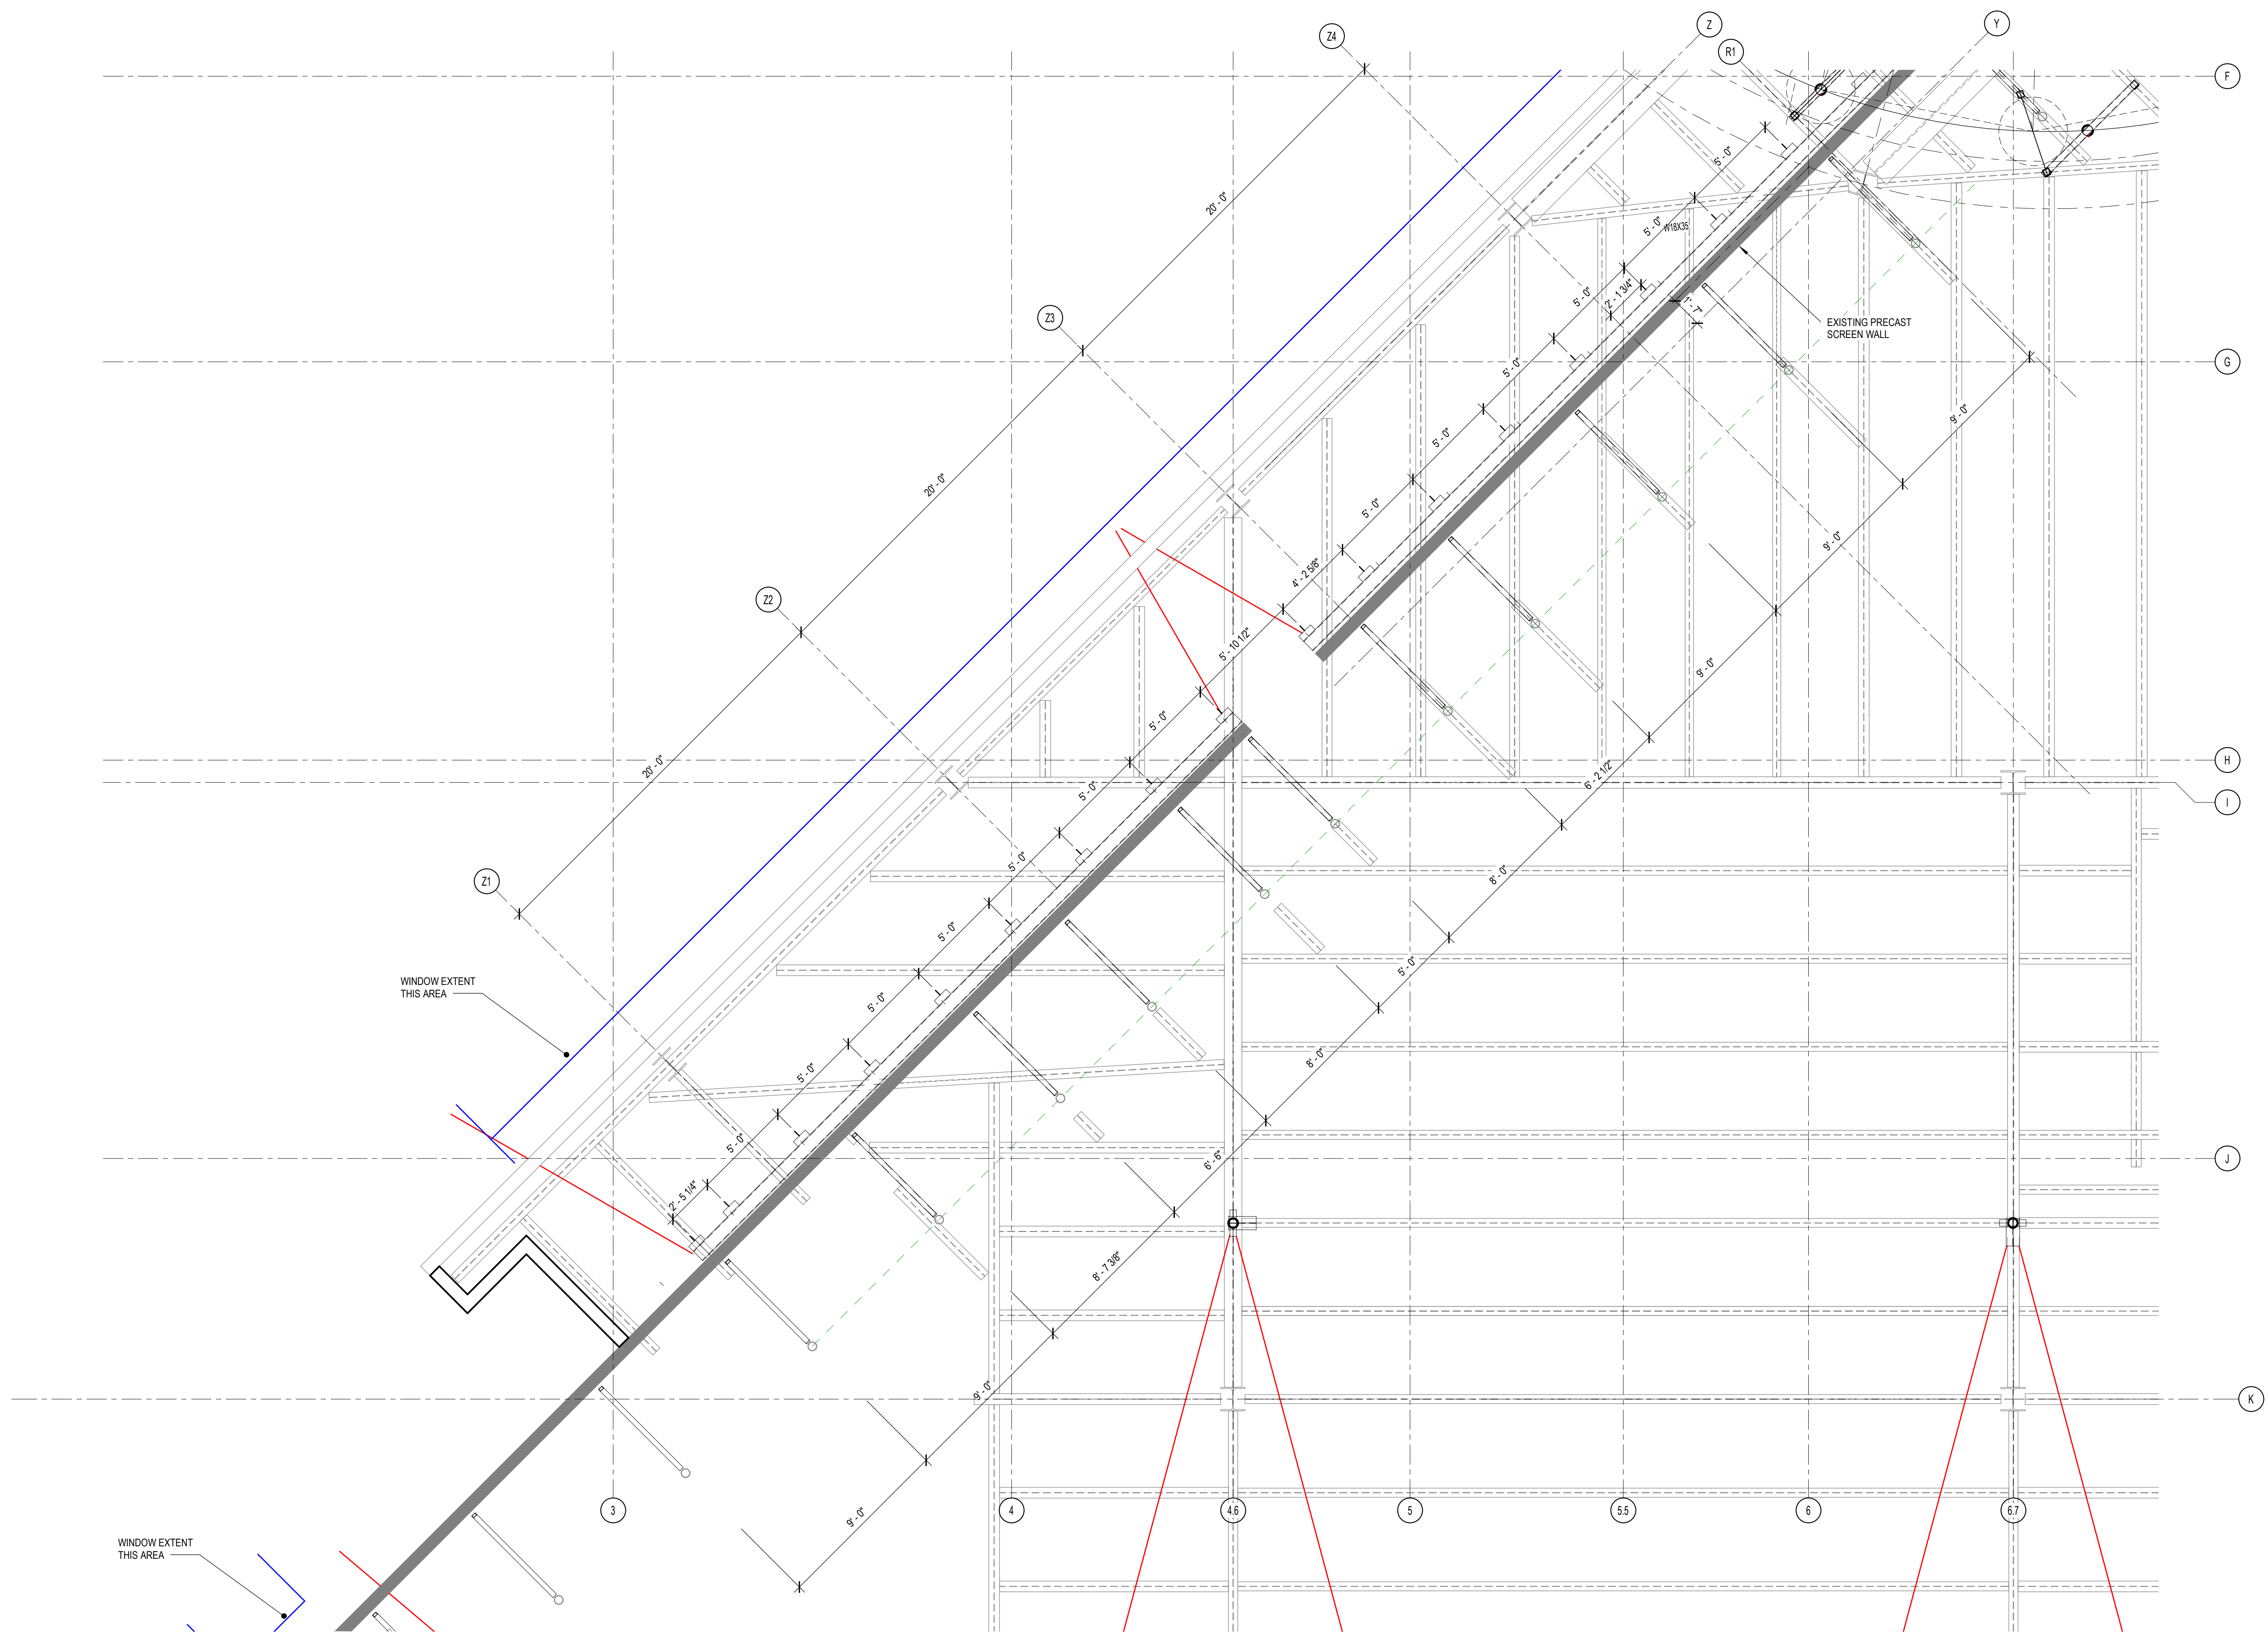 Z4
Z
Y
R1
F
20' - 0"
5' - 0"
5' - 0"
W18X35
5' - 0"
2' - 1 3/4"
1' - 7"
Z3
EXISTING PRECAST
SCREEN WALL
G
5' - 0"
20' - 0"
5' - 0"
9' - 0"
5' - 0"
9' - 0"
4' - 2 5/8"
Z2
5' - 10 1/2"
9' - 0"
5' - 0"
H
20' - 0"
6' - 2 1/2"
5' - 0"
I
5' - 0"
8' - 0"
Z1
5' - 0"
5' - 0"
WINDOW EXTENT
THIS AREA
5' - 0"
8' - 0"
5' - 0"
5' - 0"
6' - 6"
J
2' - 5 1/4"
8' - 7 3/8"
9' - 0"
K
9' - 0"
3
4
4.6
5
5.5
6
6.7
WINDOW EXTENT
THIS AREA